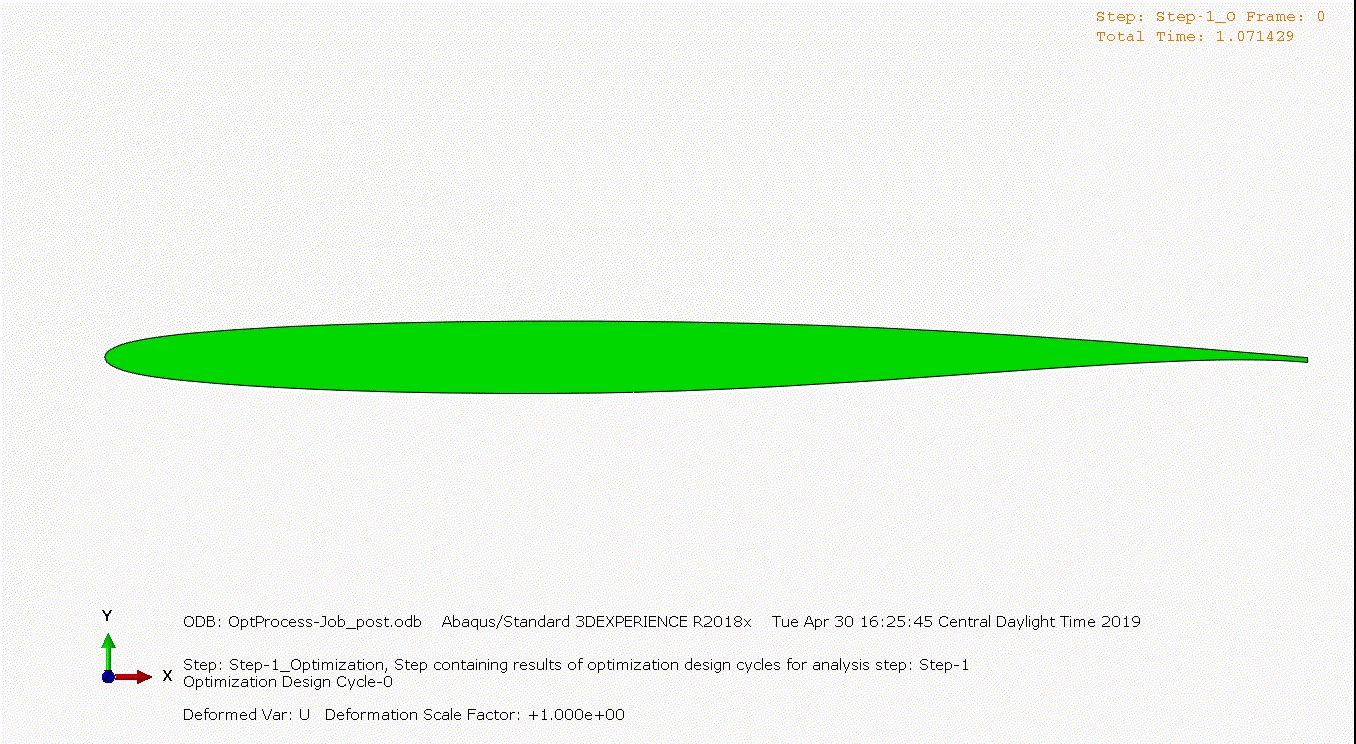 Step: Step-1_O Frame: 0
Total Time: 1.071429
Y
ODB: OptProcess-Job_post.odb Abaqus/Standard 3DEXPERIENCE R2018x Tue Apr 30 16:25:45 Central Daylight Time 2019
Z X
Step: Step-1_Optimization, Step containing results of optimization design cycles for analysis step: Step-1
Optimization Design Cycle-0
Deformed Var: U Deformation Scale Factor: +1.000e+00